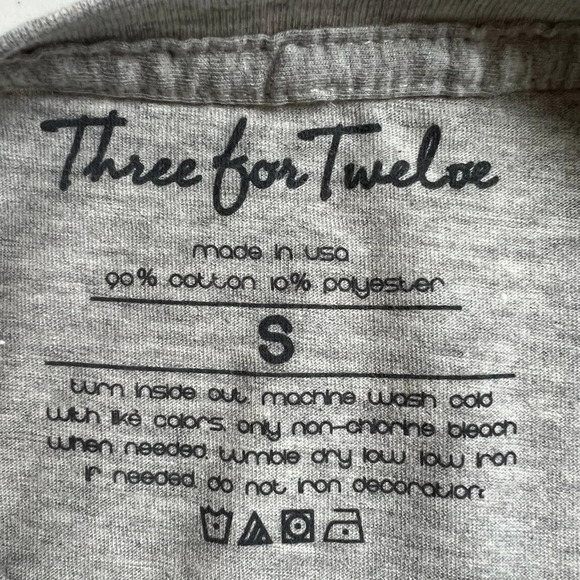 Three for Twelve
made in usa
90% cotton 10% polyester
S
turn inside out. machine wash cold
with like colors. only non-chlorine bleach
when needed. tumble dry low. low iron
if needed. do not iron decoration.